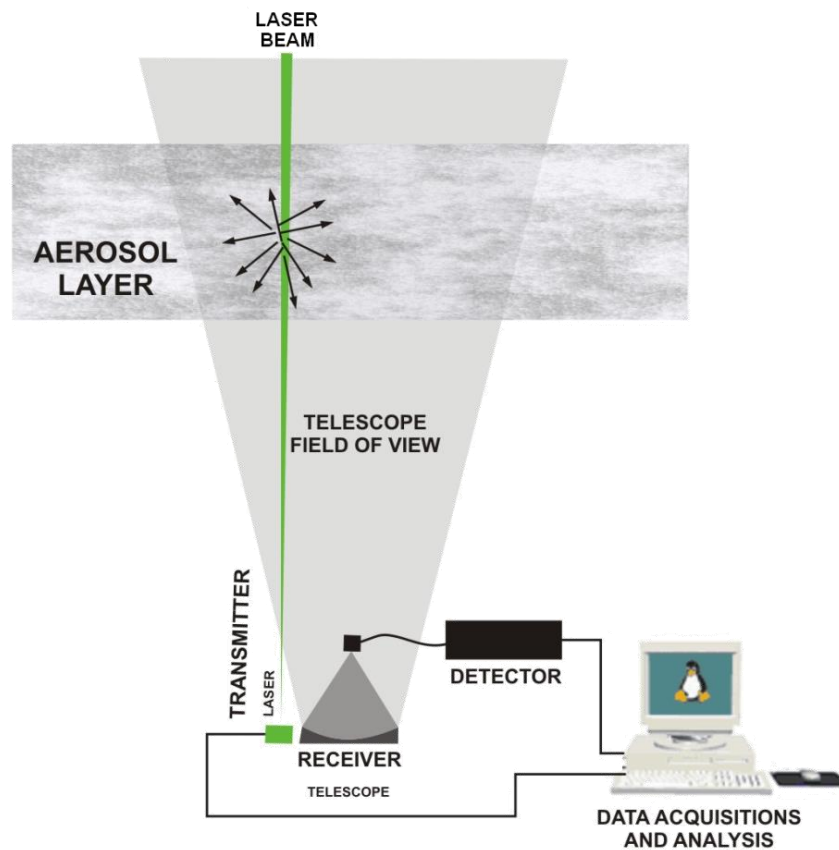 LASER
BEAM
AEROSOL
LAYER
TELESCOPE
FIELD OF VIEW
TRANSMITTER
LASER
DETECTOR
RECEIVER
TELESCOPE
DATA ACQUISITIONS
AND ANALYSIS